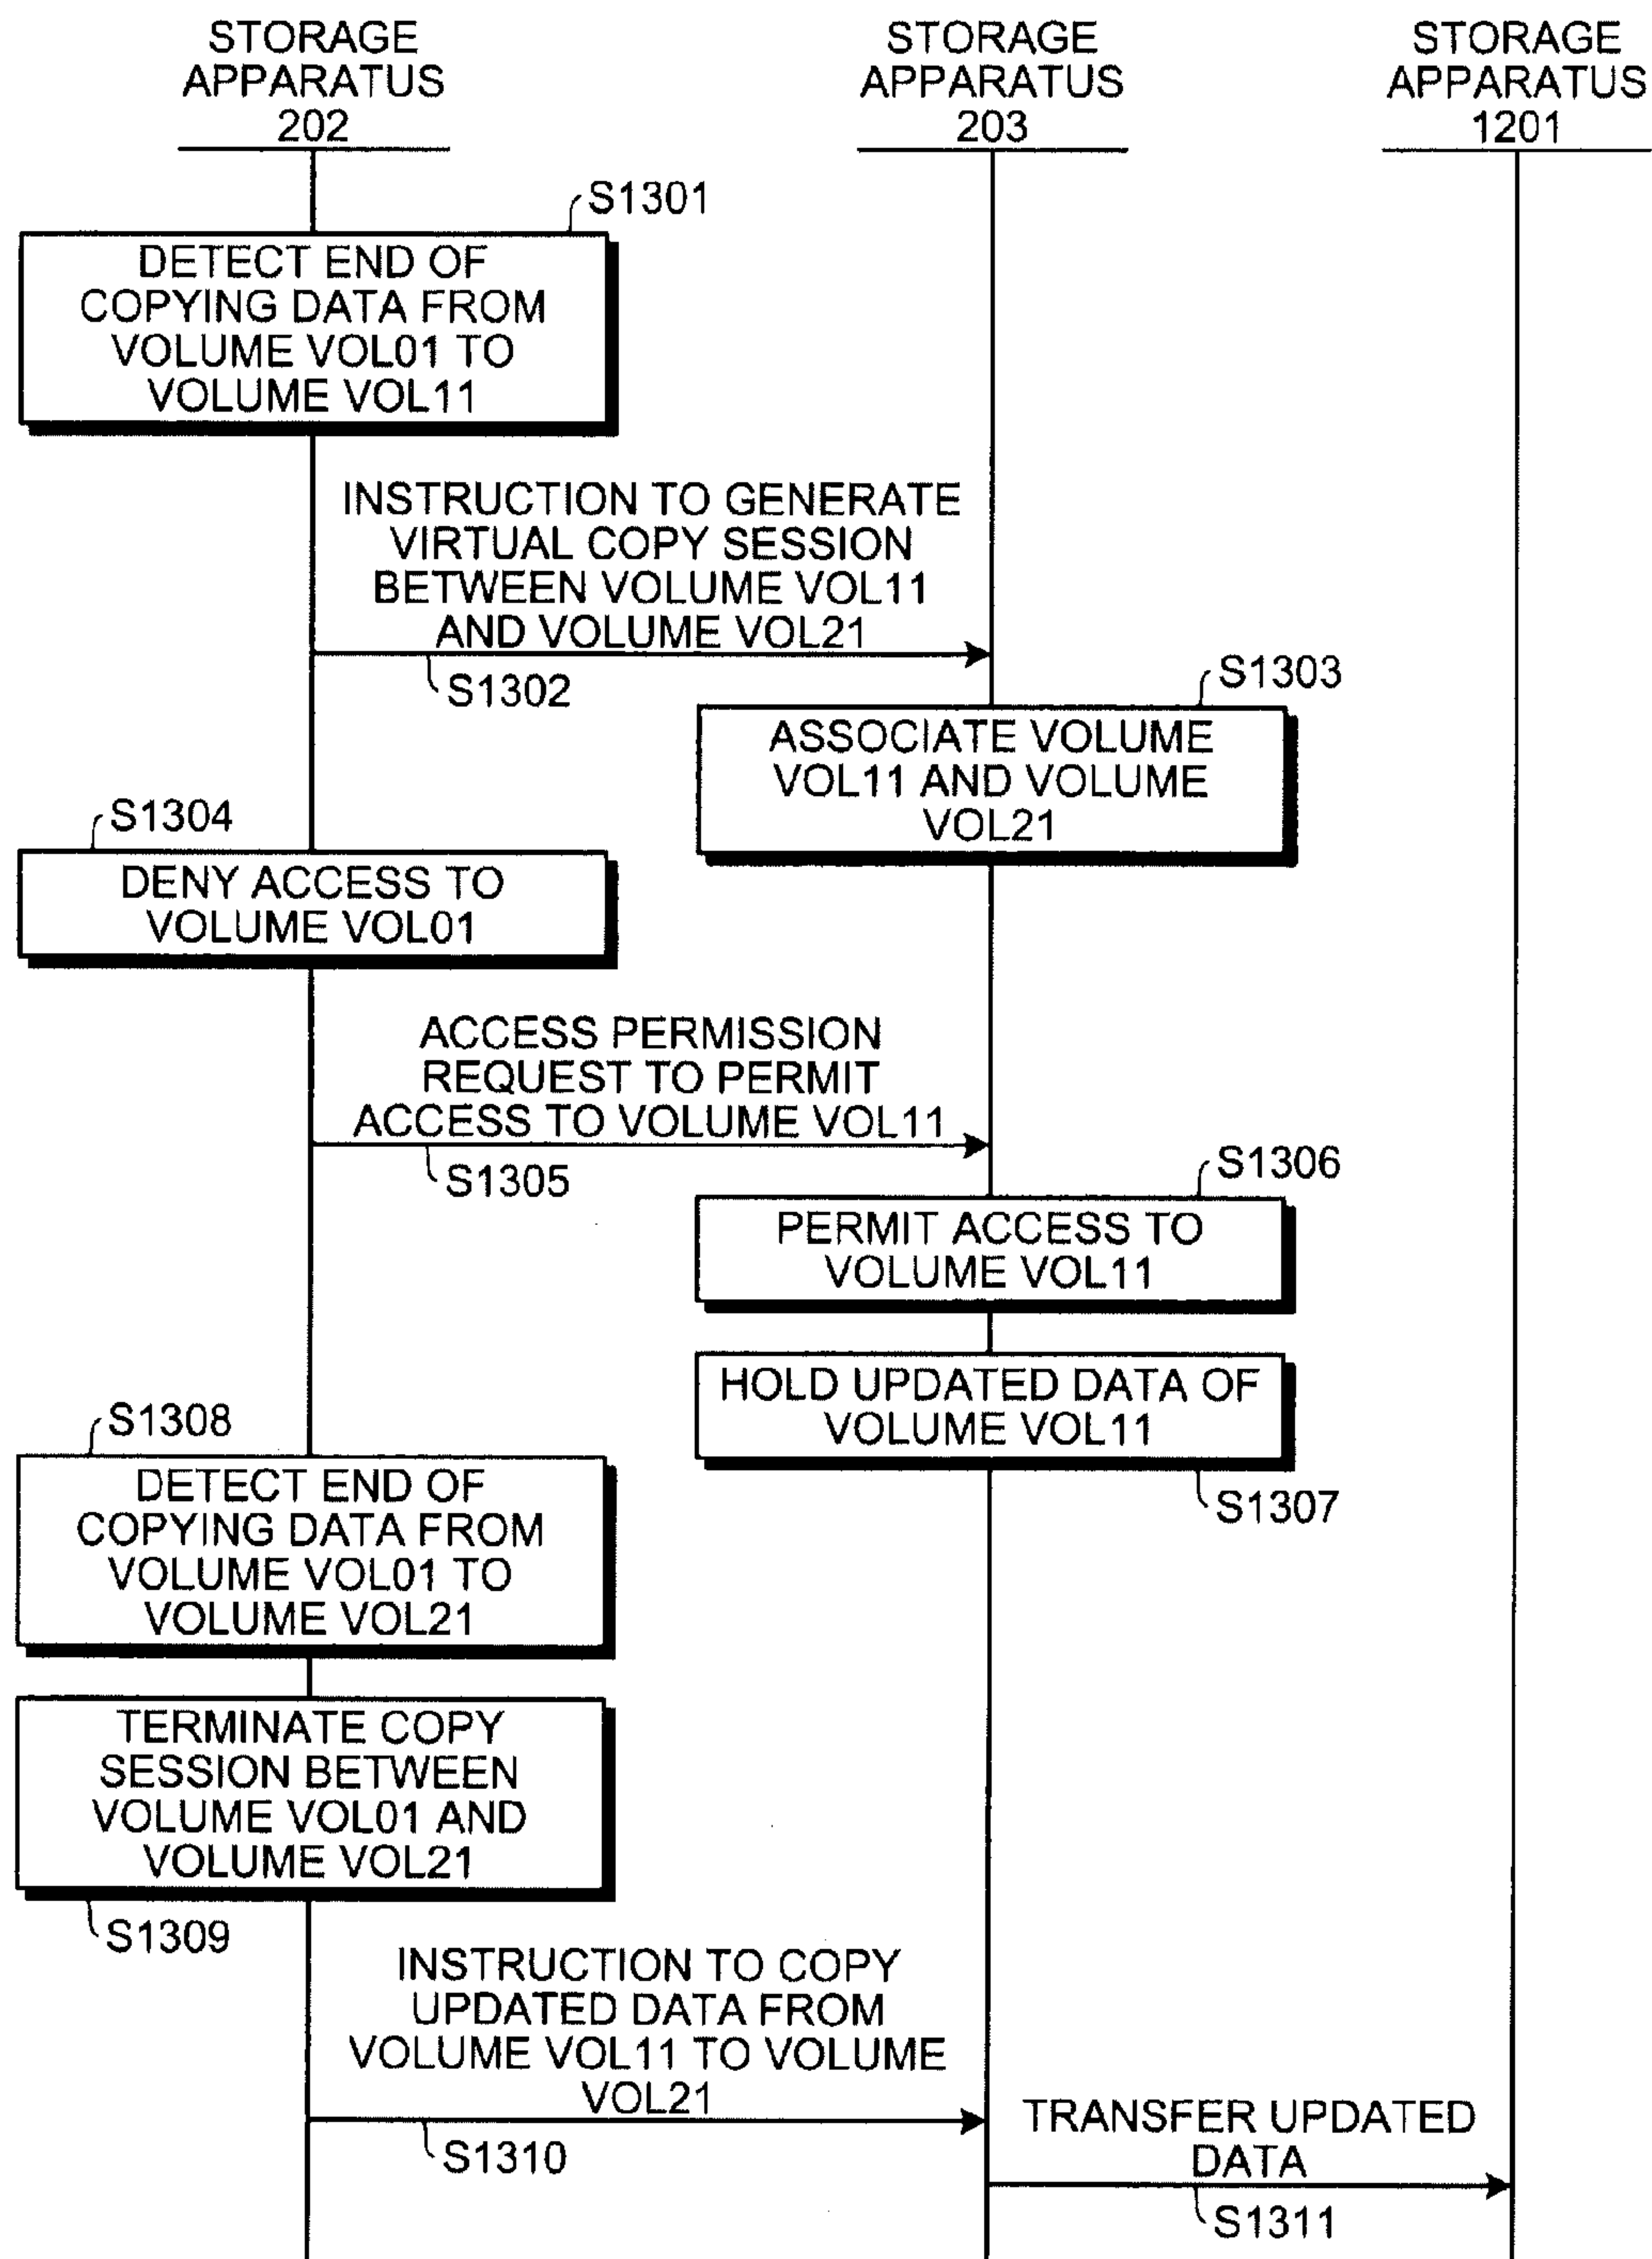 STORAGE
APPARATUS
202
STORAGE
APPARATUS
203
STORAGE
APPARATUS
1201
S1301
DETECT END OF
COPYING DATA FROM
VOLUME VOL01 TO
VOLUME VOL11
INSTRUCTION TO GENERATE
VIRTUAL COPY SESSION
BETWEEN VOLUME VOL11
AND VOLUME VOL21
S1302
S1303
ASSOCIATE VOLUME
VOL11 AND VOLUME
VOL21
S1304
DENY ACCESS TO
VOLUME VOL01
ACCESS PERMISSION
REQUEST TO PERMIT
ACCESS TO VOLUME VOL11
S1305
S1306
PERMIT ACCESS TO
VOLUME VOL11
HOLD UPDATED DATA OF
VOLUME VOL11
S1307
S1308
DETECT END OF
COPYING DATA FROM
VOLUME VOL01 TO
VOLUME VOL21
TERMINATE COPY
SESSION BETWEEN
VOLUME VOL01 AND
VOLUME VOL21
S1309
INSTRUCTION TO COPY
UPDATED DATA FROM
VOLUME VOL11 TO VOLUME
VOL21
S1310
TRANSFER UPDATED
DATA
S1311